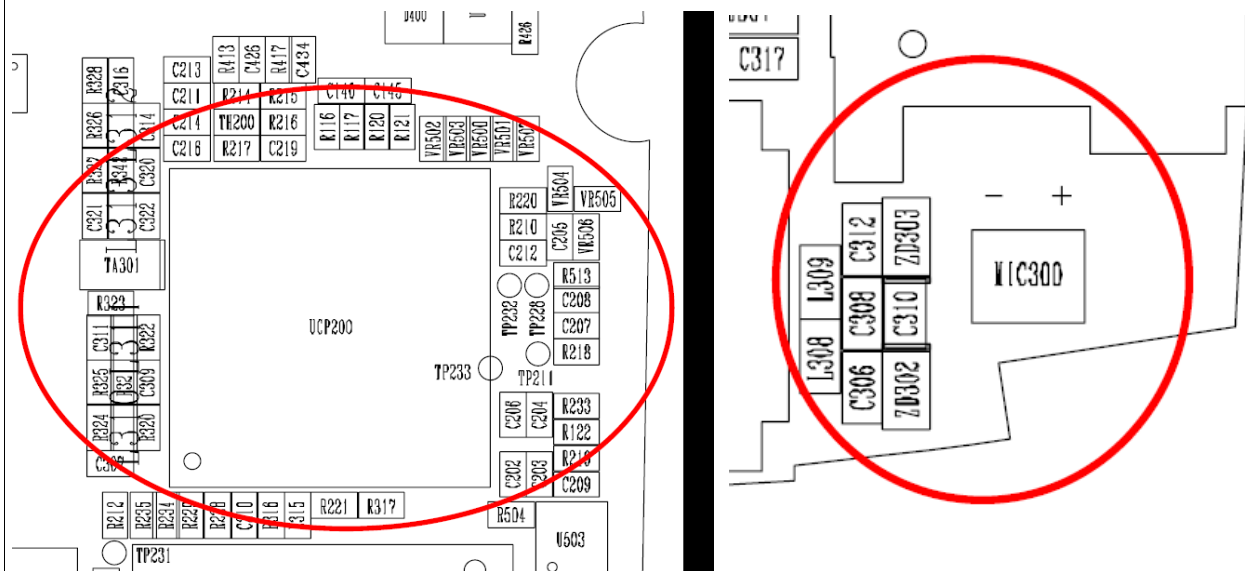 R426
R413
C426
R417
C434
C213
R328
C316
C211
R214
R215
C140
C145
R326
C214
TH200
R216
R116
R117
R120
R121
VR502
VR503
VR500
VR501
C216
R217
C219
C320
VR504
R220
VR505
C321
C322
R210
C205
VR506
C212
TA301
R513
R323
C208
TP232
TP228
C311
R322
UCP200
C207
R218
R325
C309
TP233
TP211
R324
R320
C206
C204
R233
R122
C202
C203
C209
R212
R235
R234
R221
R317
R504
U503
TP231
C317
- +
C312
ZD303
L309
MIC300
C308
C310
L308
C306
ZD302